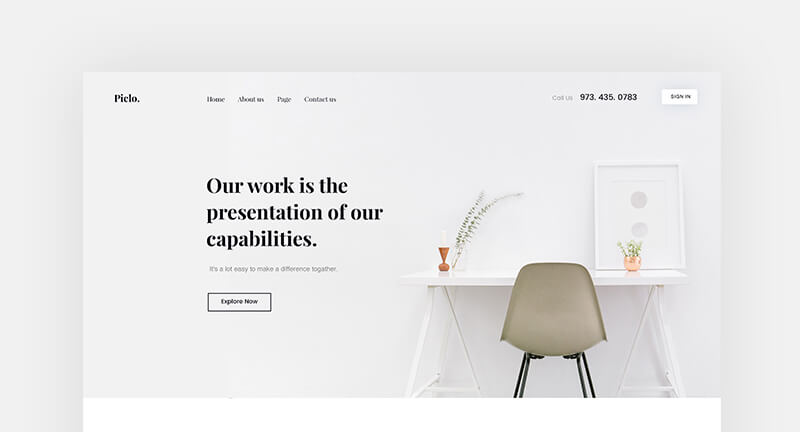 Pielo.
Home About us Page Contact us
Call Us 973. 435. 0783
SIGN IN
Our work is the
presentation of our
capabilities.
It's a lot easy to make a difference togather.
Explore Now